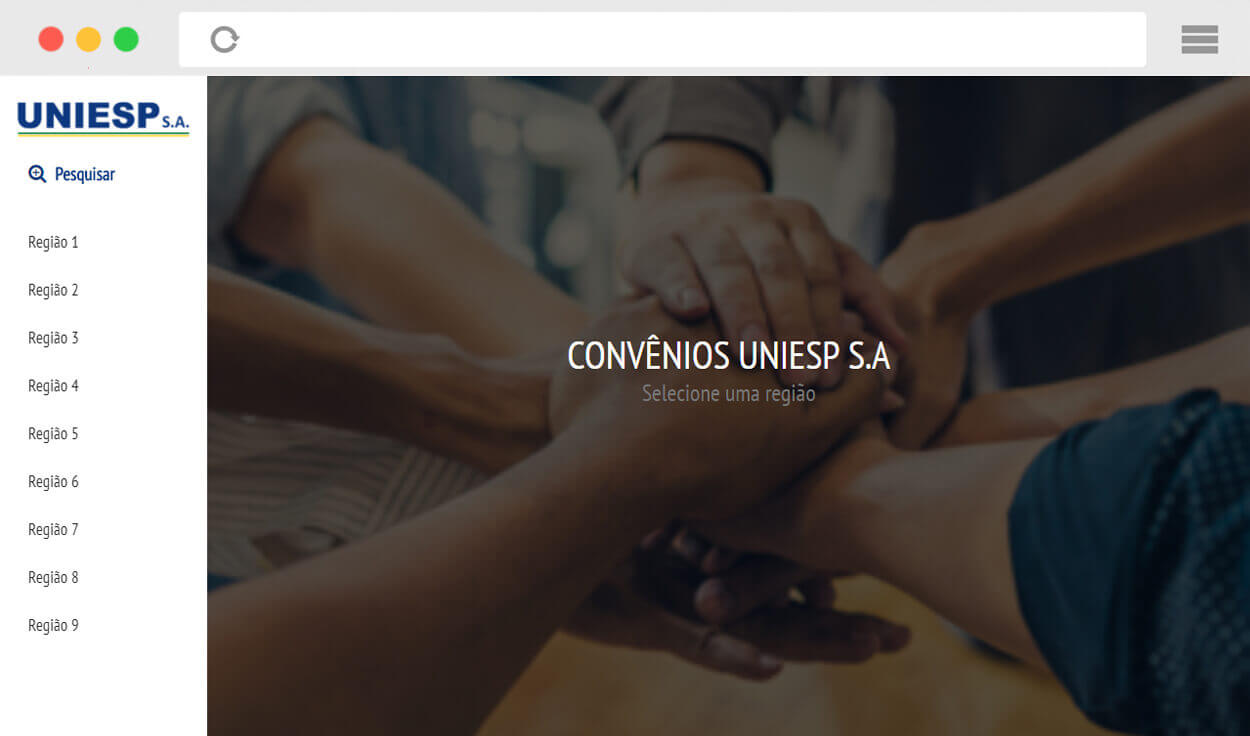 UNIESP S.A.
Pesquisar
Região 1
Região 2
Região 3
Região 4
Região 5
Região 6
Região 7
Região 8
Região 9
CONVÊNIOS UNIESP S.A
Selecione uma região